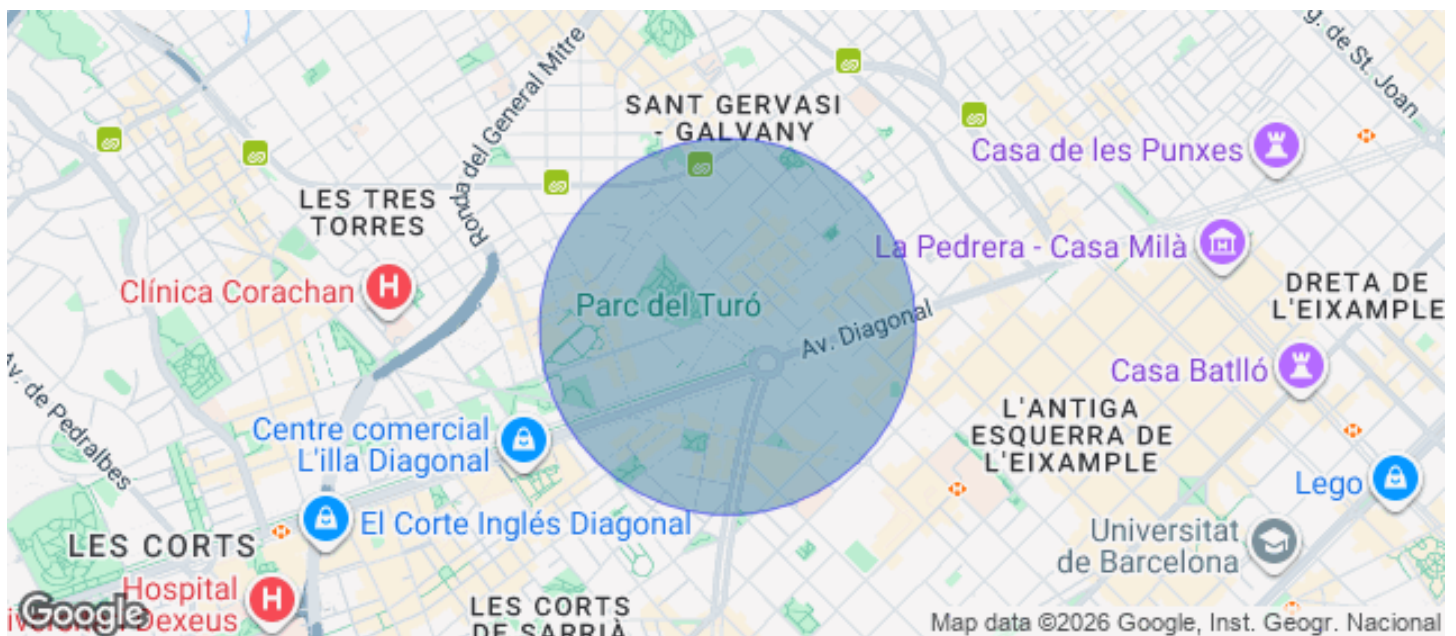 g. de St. Joan
Ronda del General Mitre
SANT GERVASI
- GALVANY
Casa de les Punxes
LES TRES
TORRES
La Pedrera - Casa Milà
Clínica Corachan
DRETA DE
L'EIXAMPLE
Parc del Turó
Av. Diagonal
Av. de Pedralbes
Casa Batlló
Centre comercial
L'illa Diagonal
L'ANTIGA
ESQUERRA DE
L'EIXAMPLE
Lego
El Corte Inglés Diagonal
LES CORTS
Universitat
de Barcelona
Hospital
Dexeus
Google
LES CORTS
DE SARRIÀ
Map data ©2026 Google, Inst. Geogr. Nacional